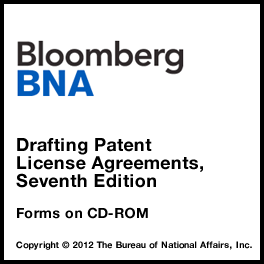 Bloomberg
BNA
Drafting Patent
License Agreements,
Seventh Edition
Forms on CD-ROM
Copyright © 2012 The Bureau of National Affairs, Inc.